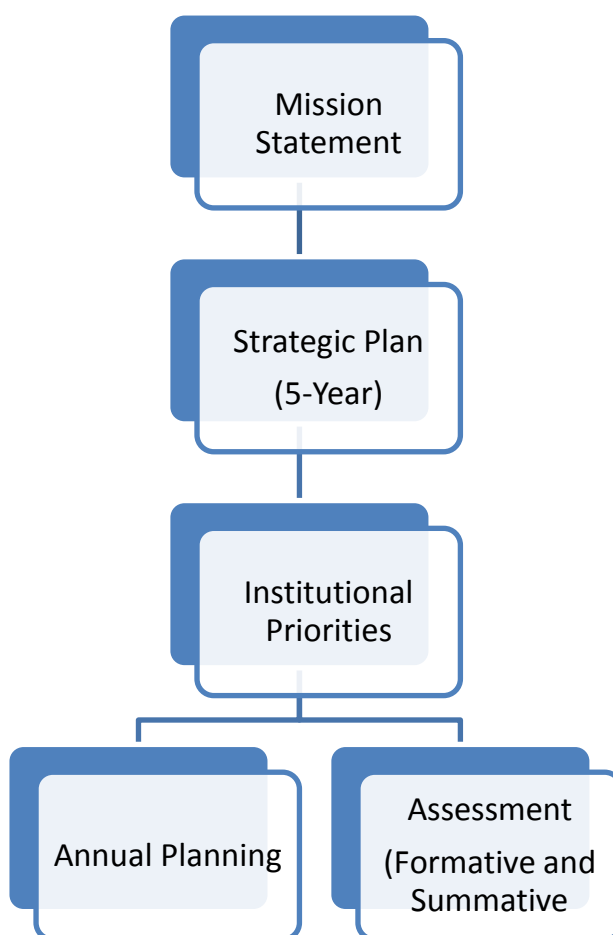 Mission
Statement
Strategic Plan
(5-Year)
Institutional
Priorities
Annual Planning
Assessment
(Formative and
Summative